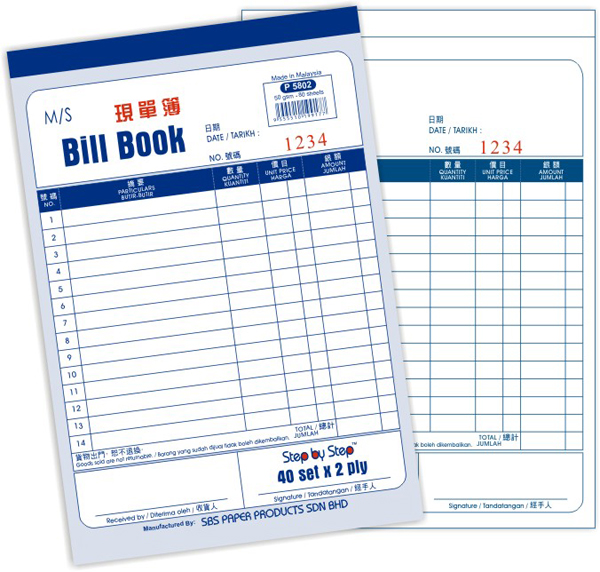 Made in Malaysia
P 5802
50 gsm - 80 Sheets
M/S
現單簿
Bill Book
日期
DATE / TARIKH :
NO. 號碼
1234
號碼
NO.
摘要
PARTICULARS
BUTIR-BUTIR
數量
QUANTITY
KUANTITI
價目
UNIT PRICE
HARGA
銀額
AMOUNT
JUMLAH
1
2
3
4
5
6
7
8
9
10
11
12
13
14
貨物出門 · 恕不退換
Goods sold are not returnable. / Barang yang sudah dijual tidak boleh dikembalikan.
TOTAL / 總計
JUMLAH
Step by Step™
40 set x 2 ply
Received by / Diterima oleh / 收貨人
Signature / Tandatangan / 經手人
Manufactured By: SBS PAPER PRODUCTS SDN BHD
日期
DATE / TARIKH :
NO. 號碼
1234
數量
QUANTITY
KUANTITI
價目
UNIT PRICE
HARGA
銀額
AMOUNT
JUMLAH
TOTAL / 總計
JUMLAH
boleh dikembalikan.
Signature / Tandatangan / 經手人